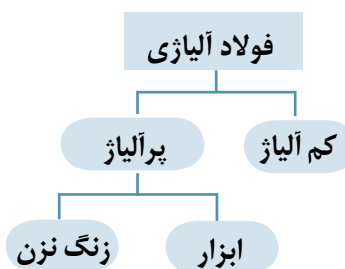 فولاد آلیاژی
کم آلیاژ
پرآلیاژ
ابزار
زنگ نزن